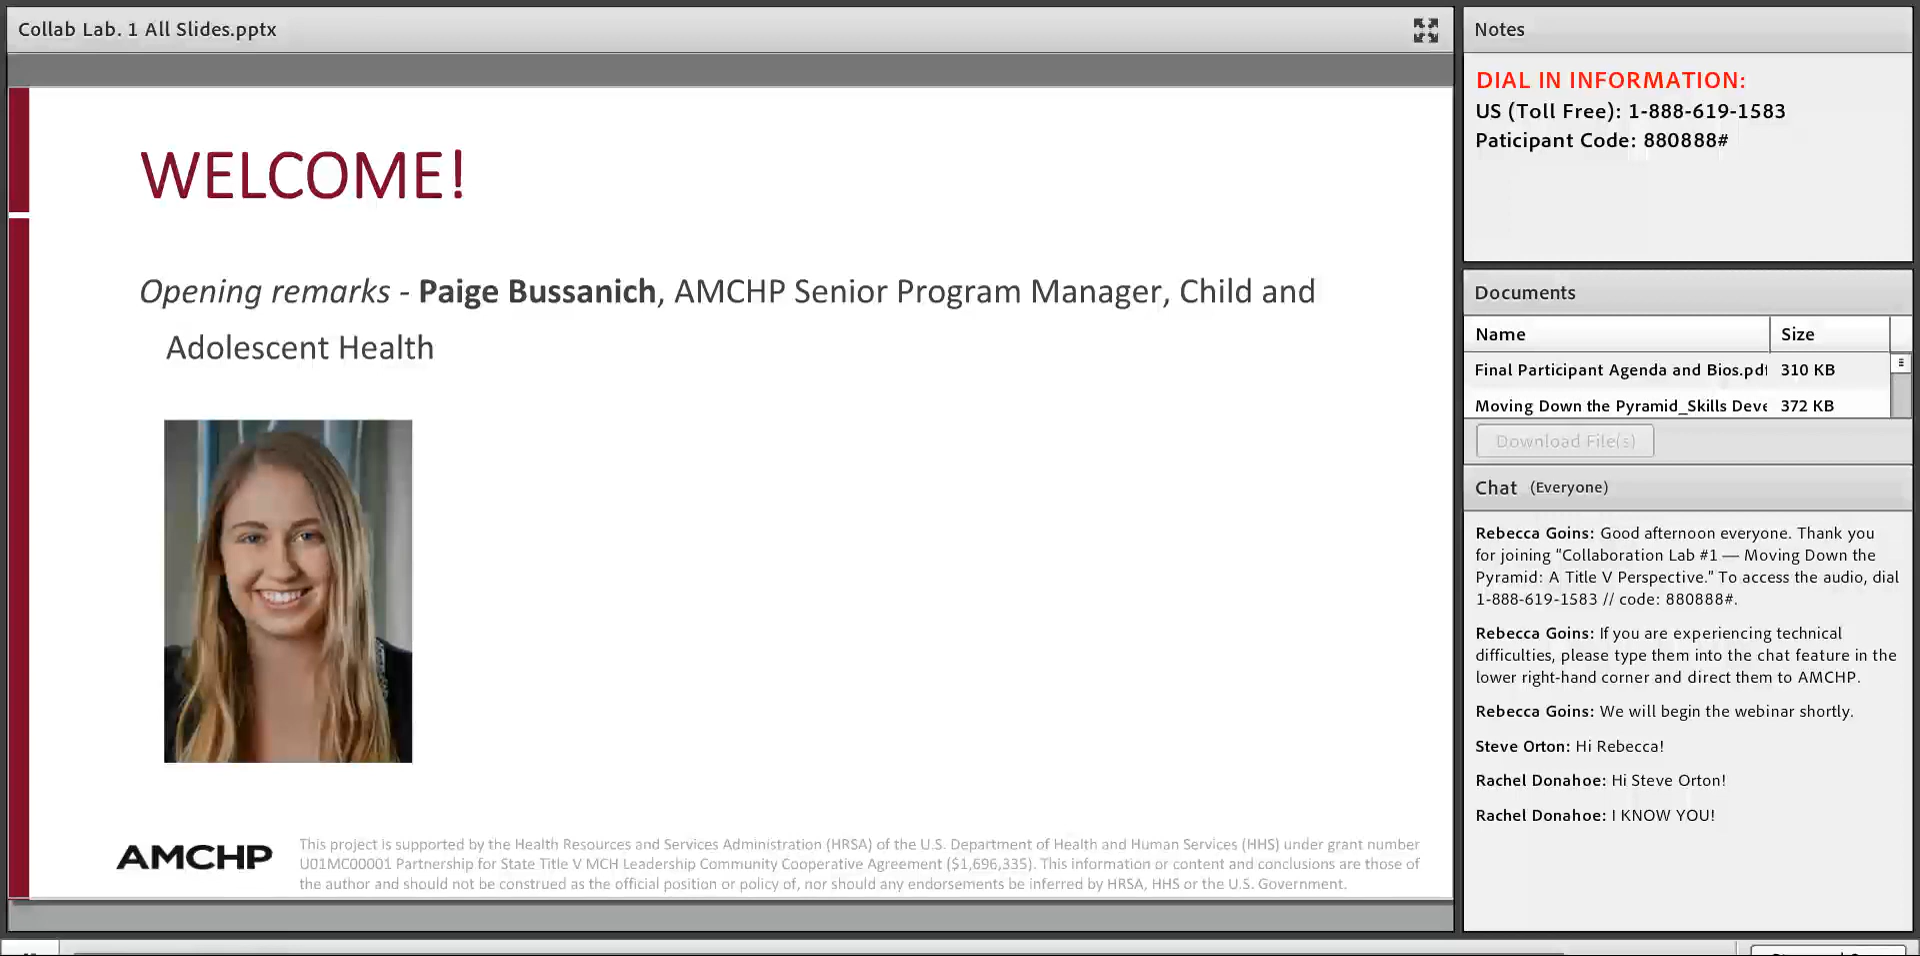 Collab Lab. 1 All Slides.pptx
WELCOME!
Opening remarks - Paige Bussanich, AMCHP Senior Program Manager, Child and
Adolescent Health
AMCHP
This project is supported by the Health Resources and Services Administration (HRSA) of the U.S. Department of Health and Human Services (HHS) under grant number
U01MC00001 Partnership for State Title V MCH Leadership Community Cooperative Agreement ($1,696,335). This information or content and conclusions are those of
the author and should not be construed as the official position or policy of, nor should any endorsements be inferred by HRSA, HHS or the U.S. Government.
Notes
DIAL IN INFORMATION:
US (Toll Free): 1-888-619-1583
Paticipant Code: 880888#
Documents
Name Size
Final Participant Agenda and Bios.pdf 310 KB
Moving Down the Pyramid_Skills Deve 372 KB
Download File(s)
Chat (Everyone)
Rebecca Goins: Good afternoon everyone. Thank you
for joining "Collaboration Lab #1 — Moving Down the
Pyramid: A Title V Perspective." To access the audio, dial
1-888-619-1583 // code: 880888#.
Rebecca Goins: If you are experiencing technical
difficulties, please type them into the chat feature in the
lower right-hand corner and direct them to AMCHP.
Rebecca Goins: We will begin the webinar shortly.
Steve Orton: Hi Rebecca!
Rachel Donahoe: Hi Steve Orton!
Rachel Donahoe: I KNOW YOU!